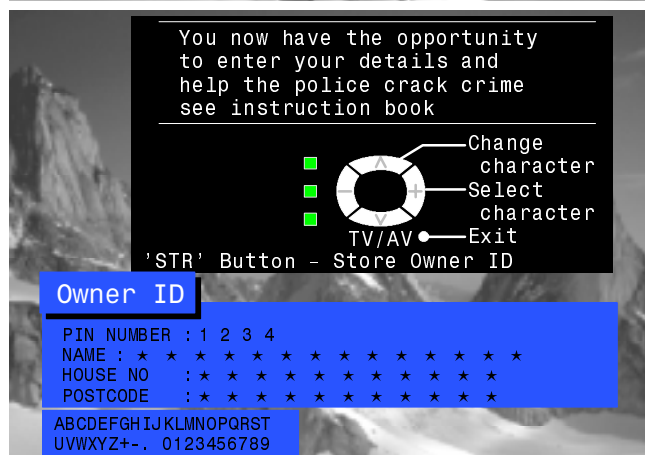 You now have the opportunity
to enter your details and
help the police crack crime
see instruction book
Change
character
Select
character
TV/AV Exit
'STR' Button – Store Owner ID
Owner ID
PIN NUMBER : 1 2 3 4
NAME : ★ ★ ★ ★ ★ ★ ★ ★ ★ ★ ★ ★ ★ ★
HOUSE NO : ★ ★ ★ ★ ★ ★ ★ ★ ★ ★ ★
POSTCODE : ★ ★ ★ ★ ★ ★ ★ ★ ★ ★ ★
ABCDEFGHIJKLMNOPQRST
UVWXYZ+-. 0123456789